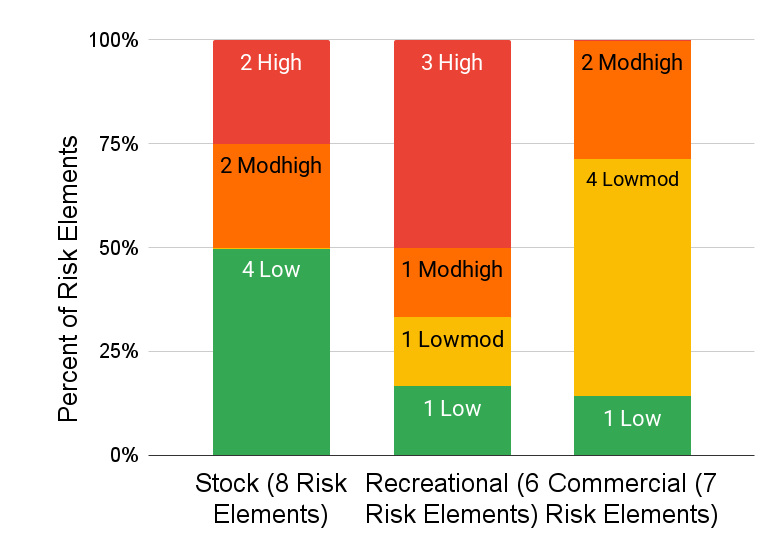 Percent of Risk Elements
100%
75%
50%
25%
0%
2 High
2 Modhigh
4 Low
3 High
1 Modhigh
1 Lowmod
1 Low
2 Modhigh
4 Lowmod
1 Low
Stock (8 Risk
Elements)
Recreational (6
Risk Elements)
Commercial (7
Risk Elements)